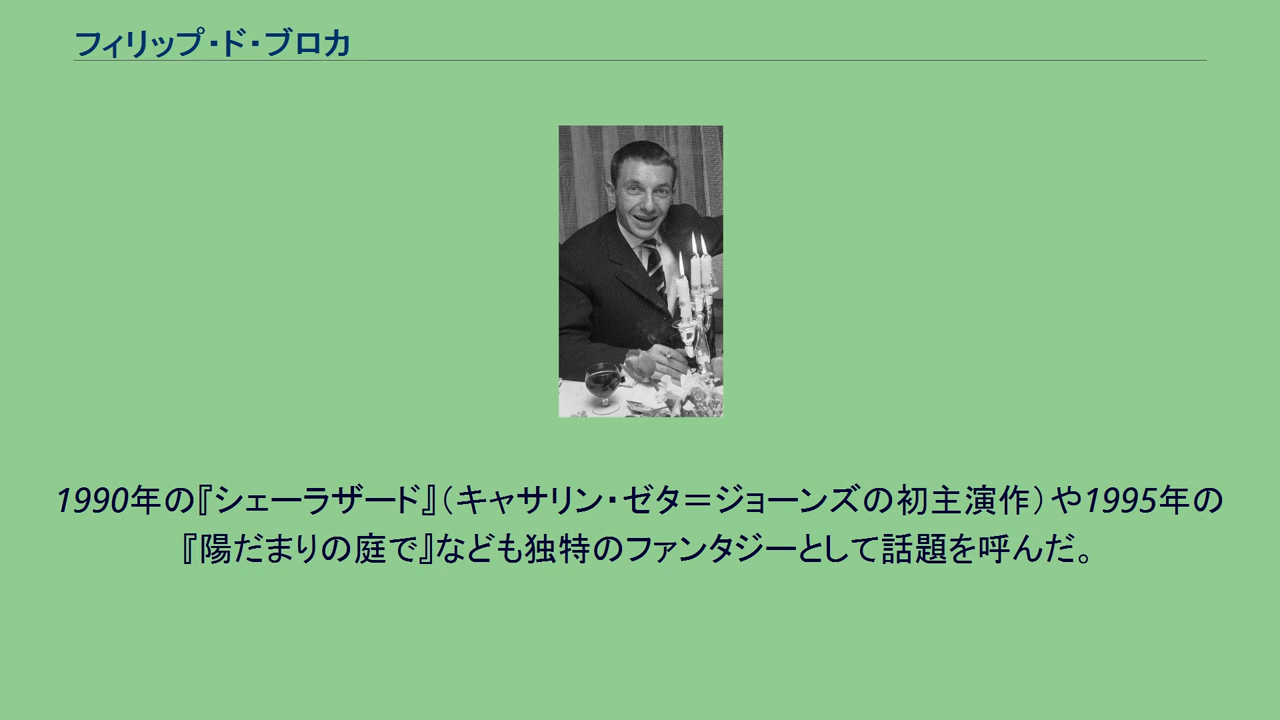 フィリップ・ド・ブロカ
1990年の『シェーラザード』（キャサリン・ゼタ＝ジョーンズの初主演作）や1995年の
『陽だまりの庭で』なども独特のファンタジーとして話題を呼んだ。